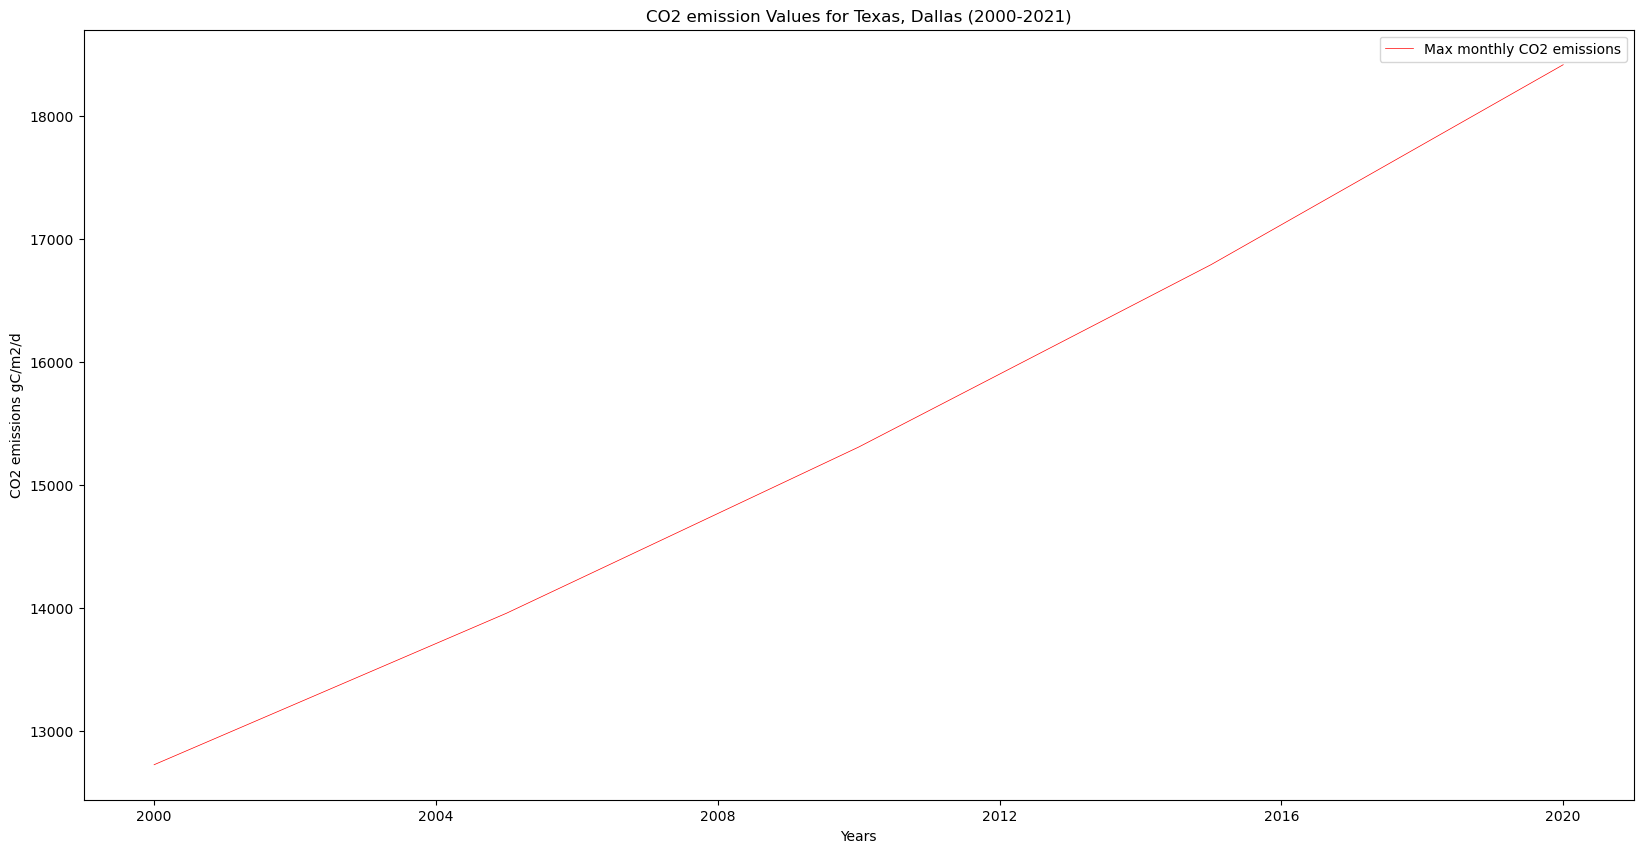 CO2 emission Values for Texas, Dallas (2000-2021)
Max monthly CO2 emissions
18000
17000
16000
15000
14000
13000
CO2 emissions gC/m2/d
2000 2004 2008 2012 2016 2020
Years